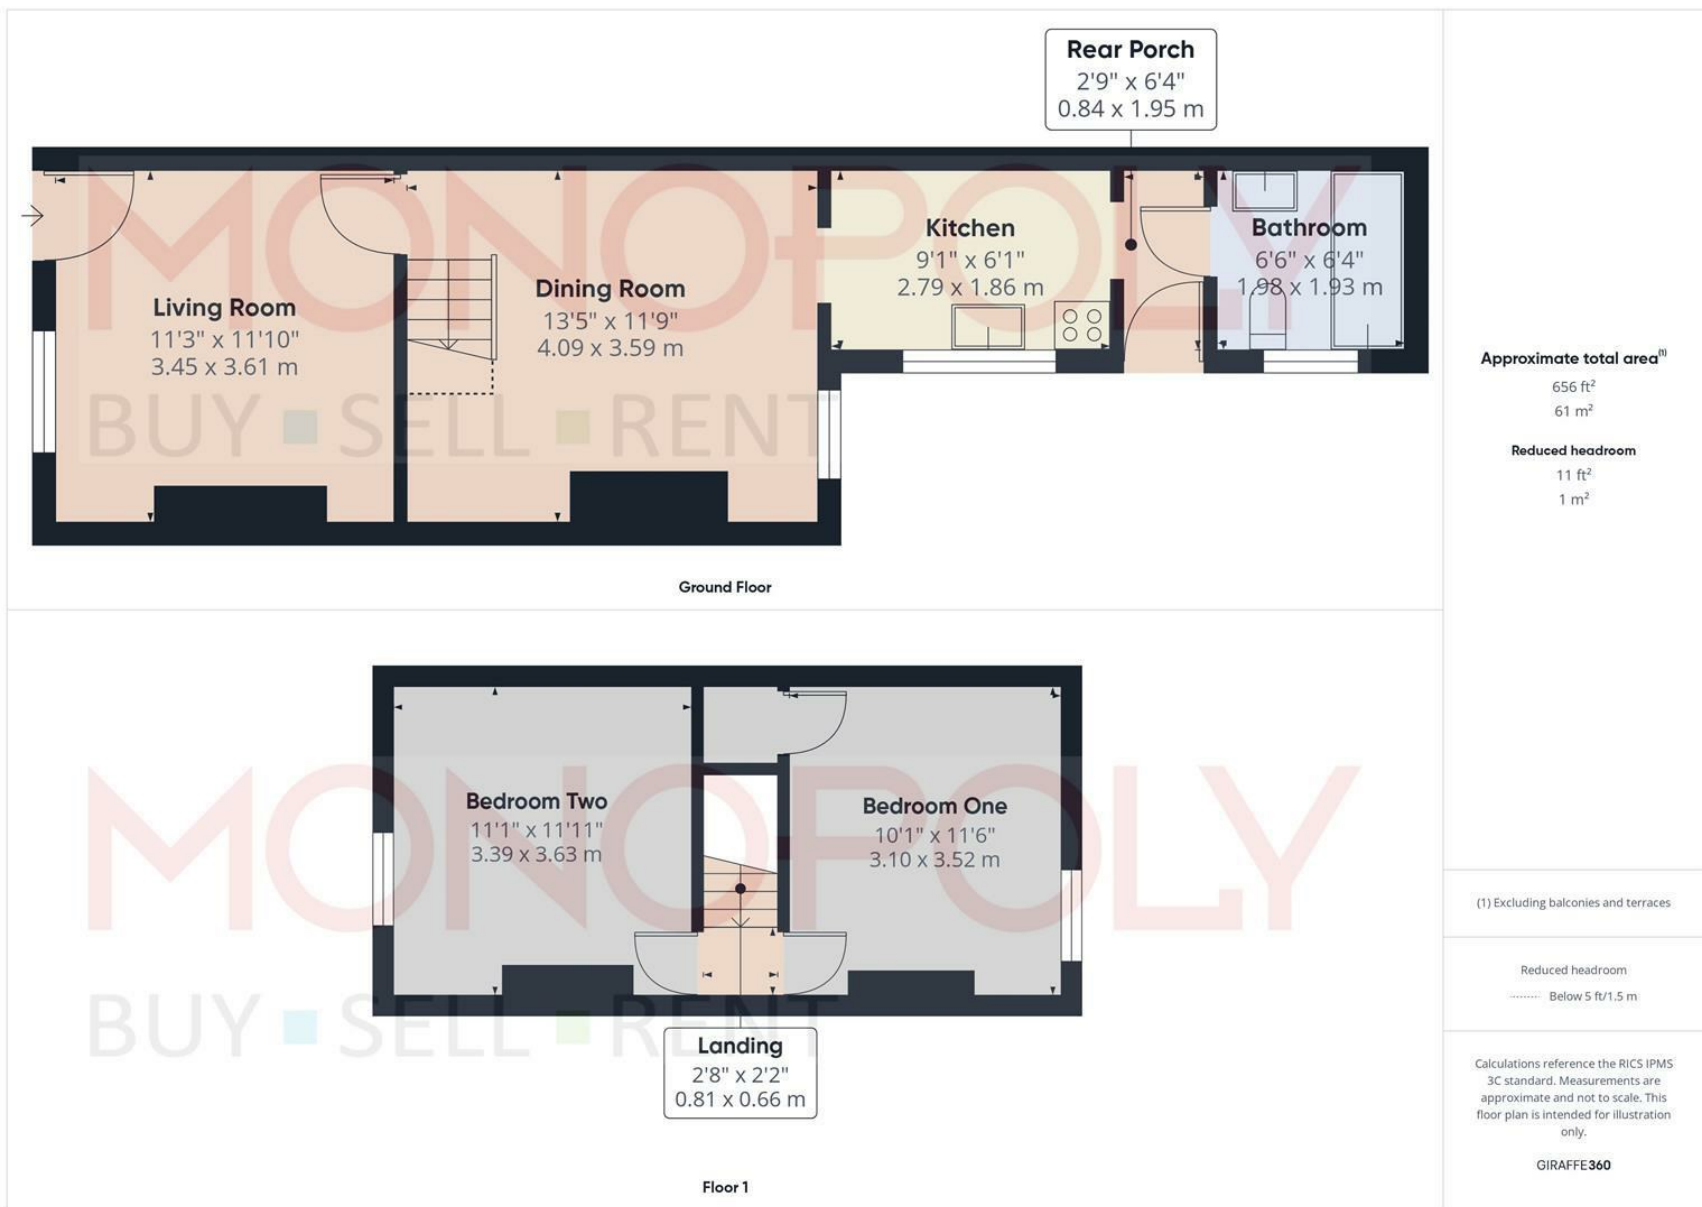 Rear Porch
2'9" x 6'4"
0.84 x 1.95 m
MONOPOLY
BUY SELL RENT
Living Room
11'3" x 11'10"
3.45 x 3.61 m
Dining Room
13'5" x 11'9"
4.09 x 3.59 m
Kitchen
9'1" x 6'1"
2.79 x 1.86 m
Bathroom
6'6" x 6'4"
1.98 x 1.93 m
Ground Floor
MONOPOLY
BUY SELL RENT
Bedroom Two
11'1" x 11'11"
3.39 x 3.63 m
Bedroom One
10'1" x 11'6"
3.10 x 3.52 m
Landing
2'8" x 2'2"
0.81 x 0.66 m
Floor 1
Approximate total area(1)
656 ft²
61 m²
Reduced headroom
11 ft²
1 m²
(1) Excluding balconies and terraces
Reduced headroom
Below 5 ft/1.5 m
Calculations reference the RICS IPMS
3C standard. Measurements are
approximate and not to scale. This
floor plan is intended for illustration
only.
GIRAFFE360